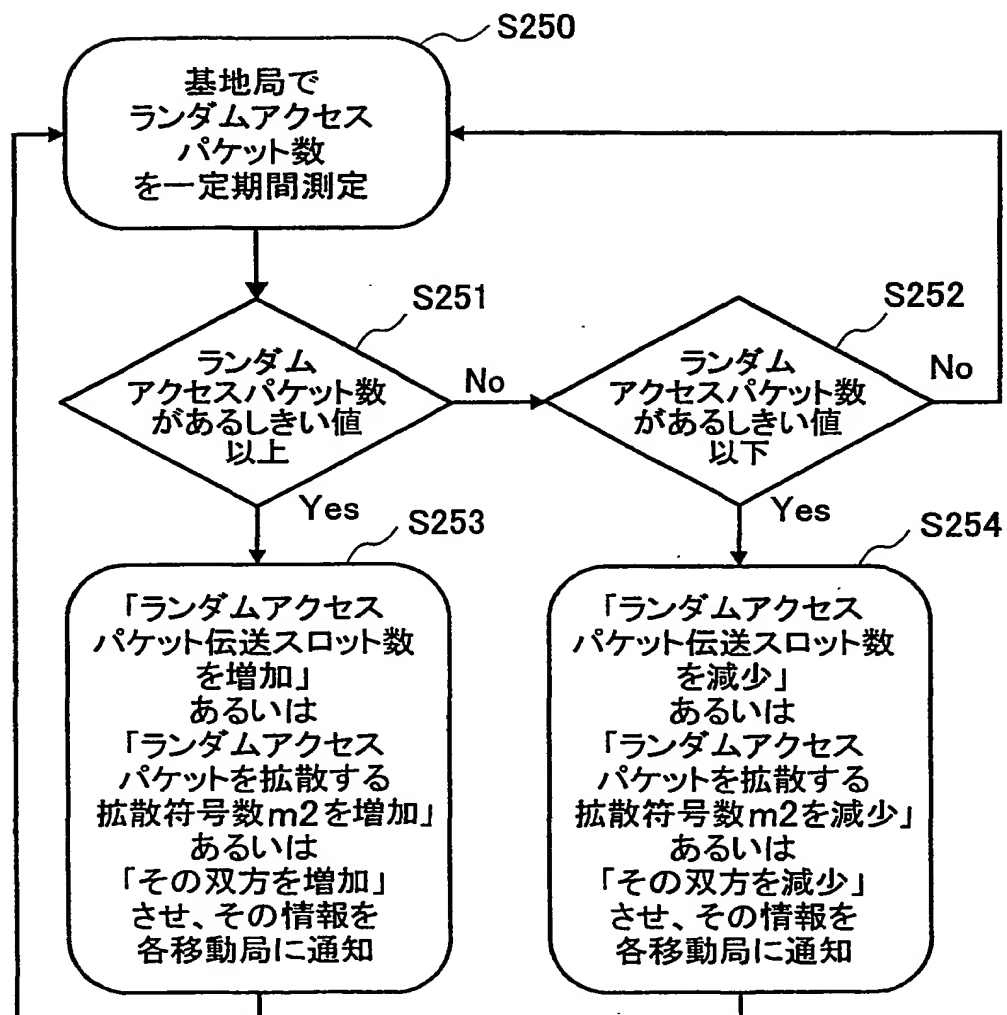 S250
基地局で
ランダムアクセス
パケット数
を一定期間測定
S251
ランダム
アクセスパケット数
があるしきい値
以上
No
Yes
S252
ランダム
アクセスパケット数
があるしきい値
以下
No
Yes
S253
「ランダムアクセス
パケット伝送スロット数
を増加」
あるいは
「ランダムアクセス
パケットを拡散する
拡散符号数m2を増加」
あるいは
「その双方を増加」
させ、その情報を
各移動局に通知
S254
「ランダムアクセス
パケット伝送スロット数
を減少」
あるいは
「ランダムアクセス
パケットを拡散する
拡散符号数m2を減少」
あるいは
「その双方を減少」
させ、その情報を
各移動局に通知